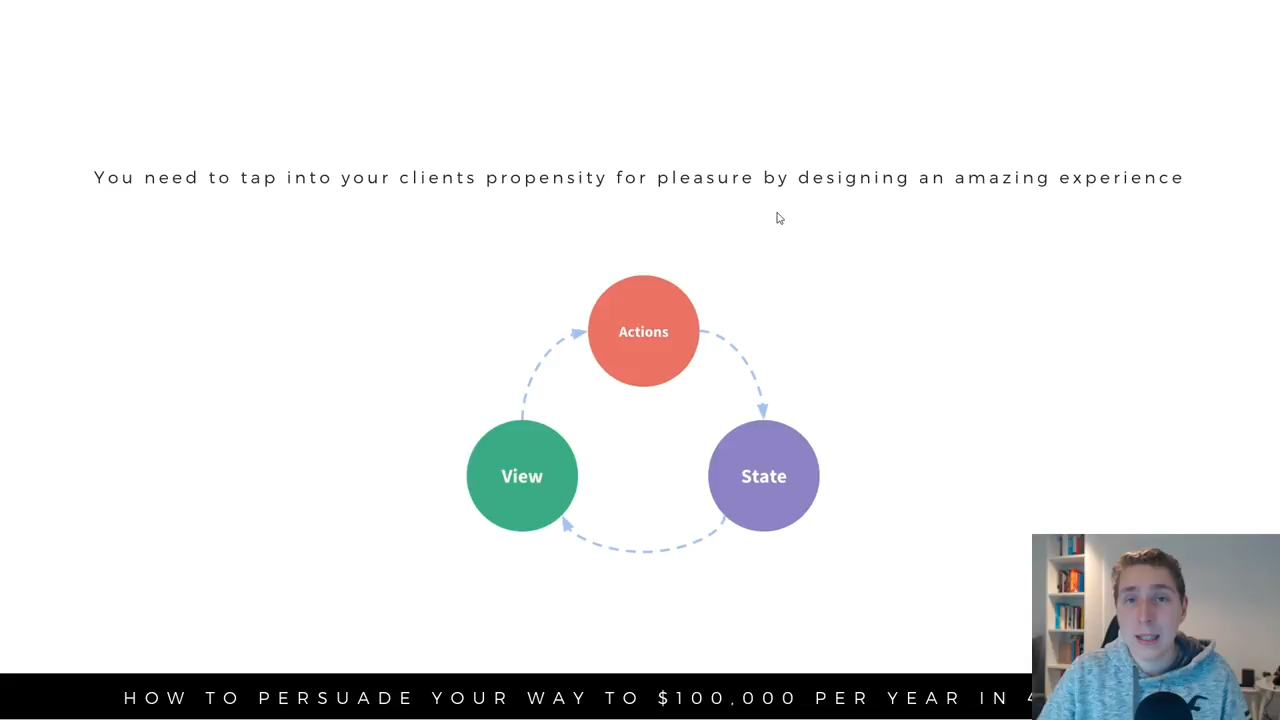 You need to tap into your clients propensity for pleasure by designing an amazing experience
Actions
View
State
HOW TO PERSUADE YOUR WAY TO $100,000 PER YEAR IN